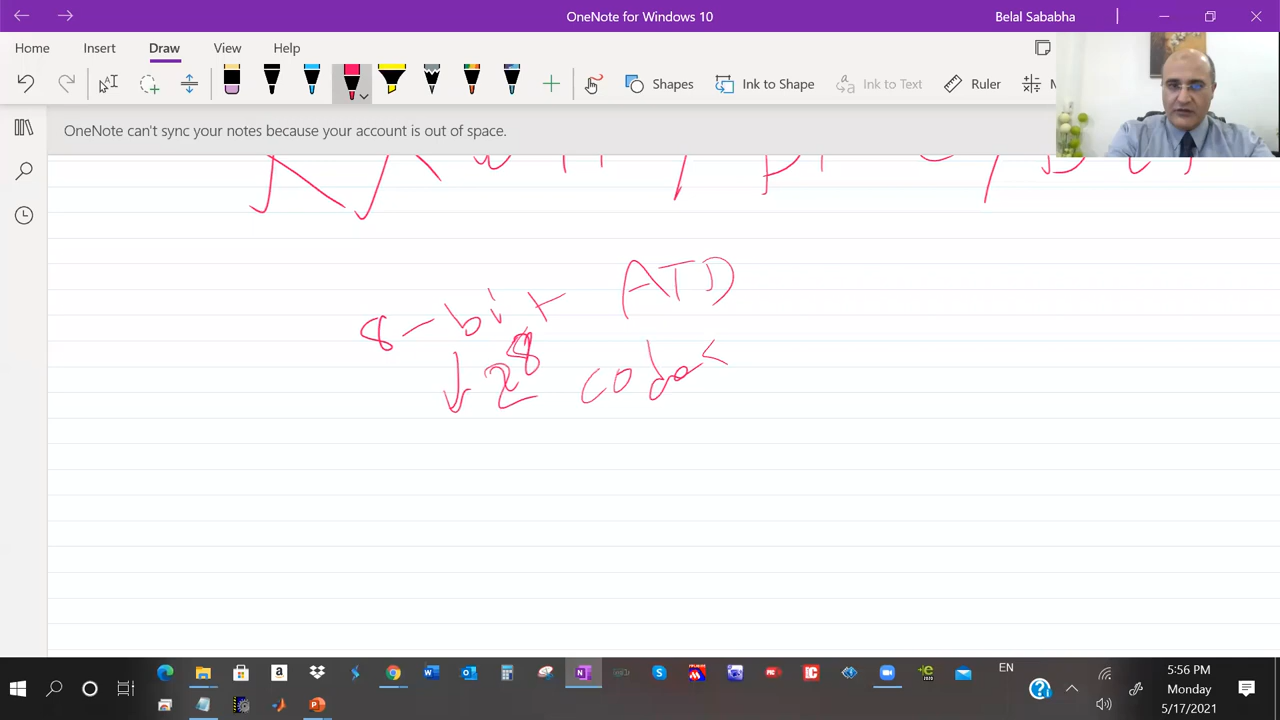 OneNote for Windows 10
Belal Sababha
Home Insert Draw View Help
Shapes Ink to Shape Ink to Text Ruler
OneNote can't sync your notes because your account is out of space.
8-bit ATD
2⁸ codes
EN
5:56 PM
Monday
5/17/2021